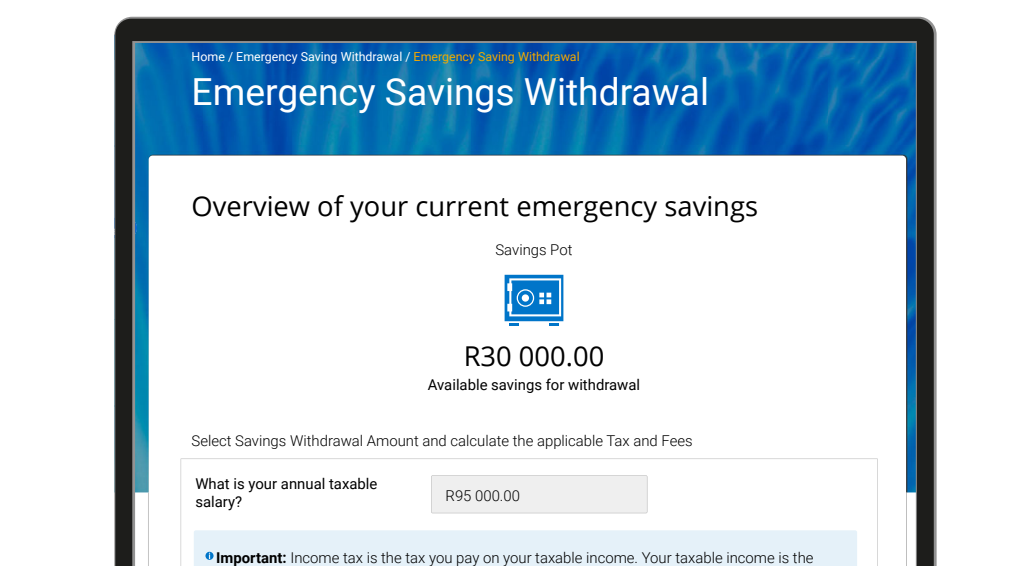 Home / Emergency Saving Withdrawal / Emergency Saving Withdrawal
Emergency Savings Withdrawal
Overview of your current emergency savings
Savings Pot
R30 000.00
Available savings for withdrawal
Select Savings Withdrawal Amount and calculate the applicable Tax and Fees
What is your annual taxable
salary?
R95 000.00
Important: Income tax is the tax you pay on your taxable income. Your taxable income is the